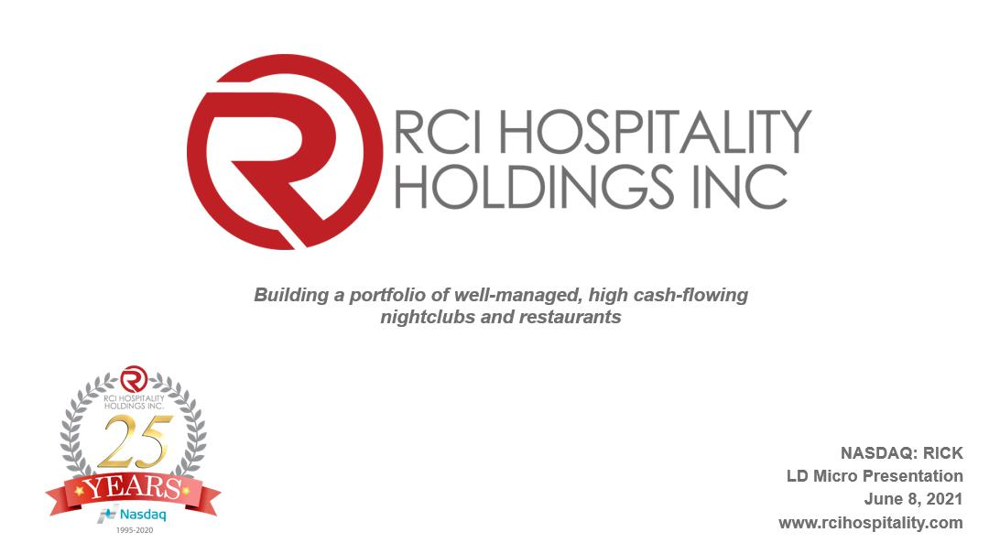 RCI HOSPITALITY
HOLDINGS INC
Building a portfolio of well-managed, high cash-flowing
nightclubs and restaurants
RCI HOSPITALITY
HOLDINGS INC.
25
YEARS
Nasdaq
1995-2020
NASDAQ: RICK
LD Micro Presentation
June 8, 2021
www.rcihospitality.com